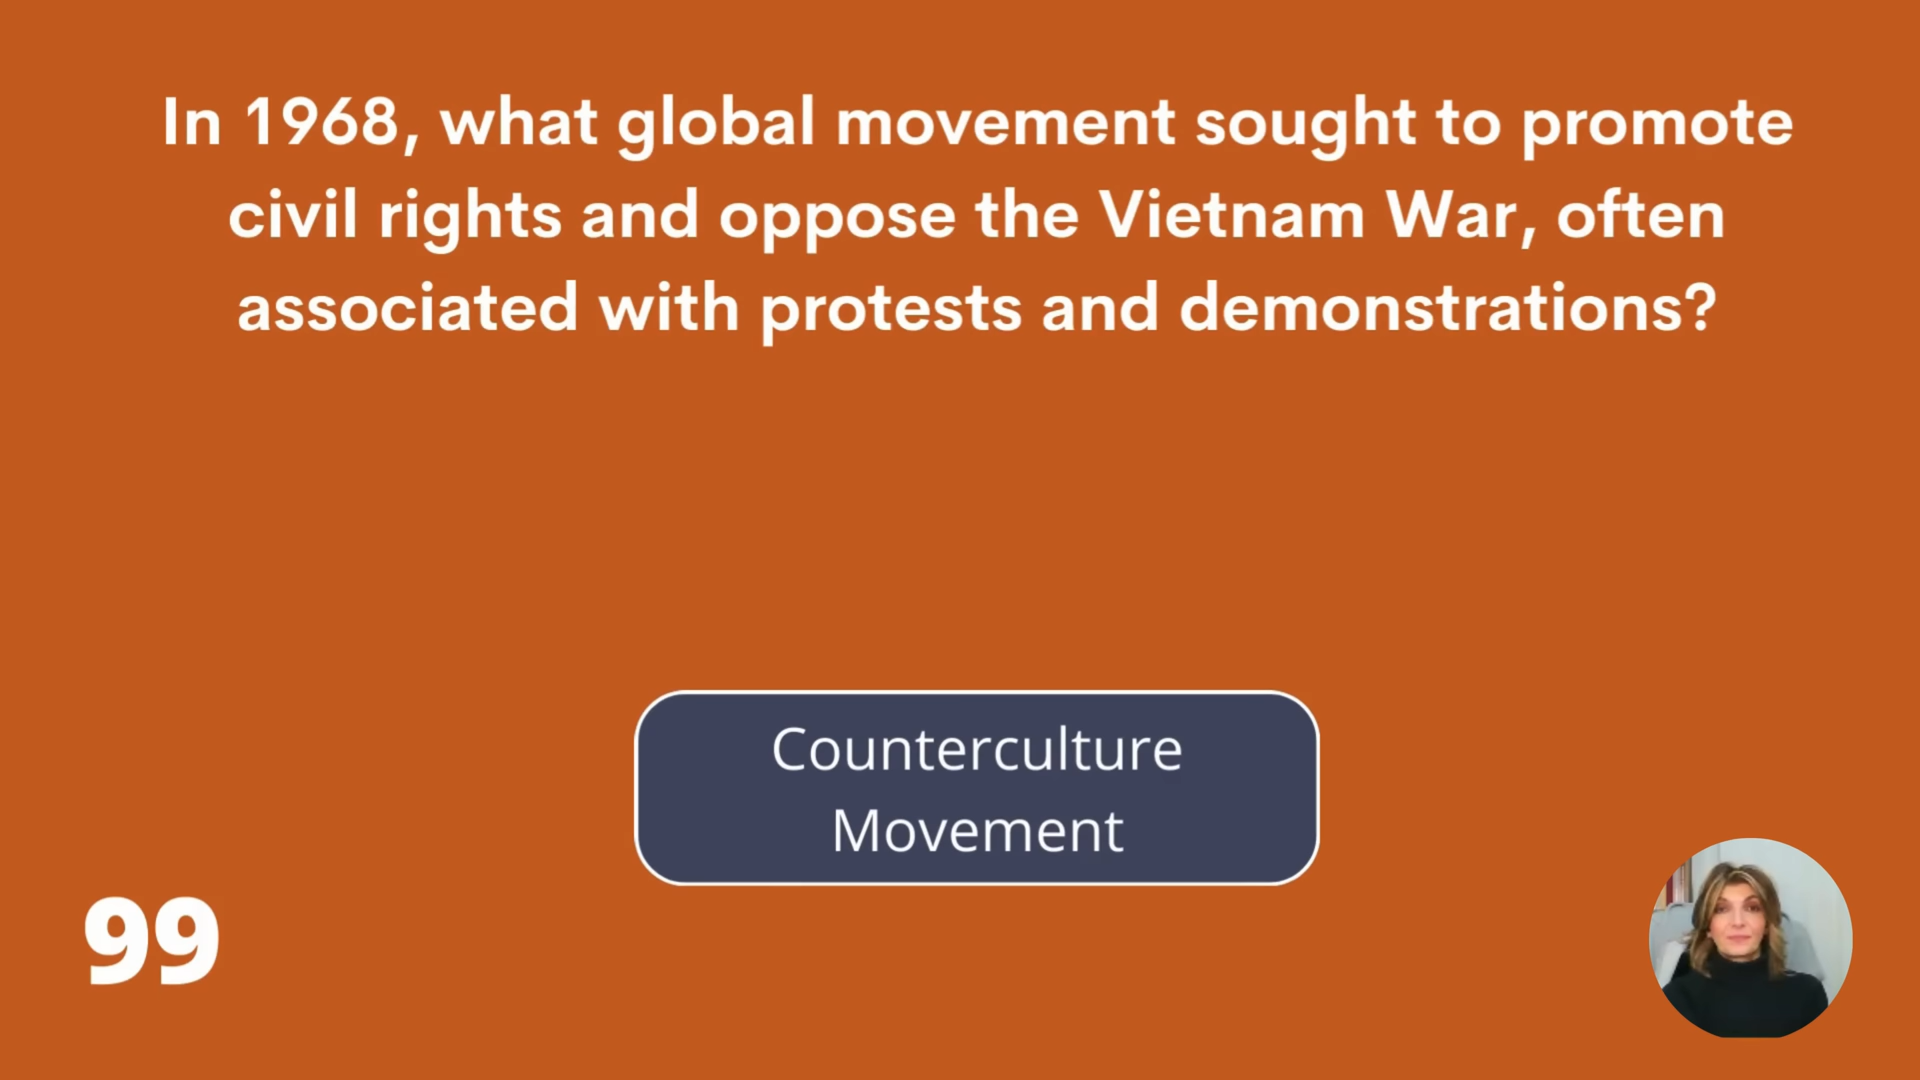 In 1968, what global movement sought to promote
civil rights and oppose the Vietnam War, often
associated with protests and demonstrations?
Counterculture
Movement
99